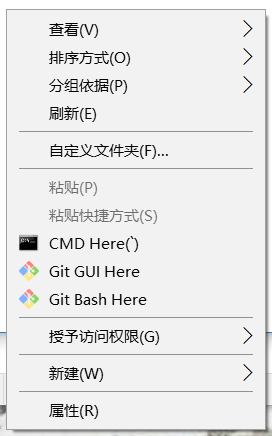 查看(V)
排序方式(O)
分组依据(P)
刷新(E)
自定义文件夹(F)...
粘贴(P)
粘贴快捷方式(S)
CMD Here(`)
Git GUI Here
Git Bash Here
授予访问权限(G)
新建(W)
属性(R)